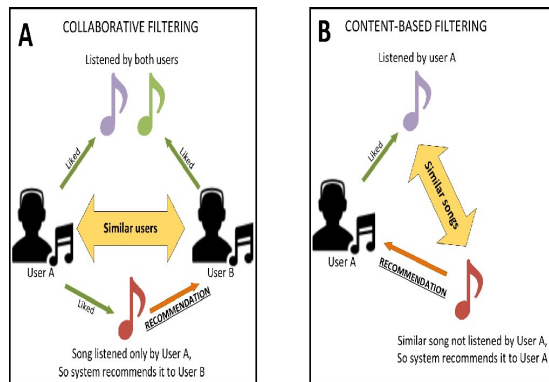 A
COLLABORATIVE FILTERING
Listened by both users
Liked
Liked
Similar users
User A
User B
Liked
RECOMMENDATION
Song listened only by User A,
So system recommends it to User B
B
CONTENT-BASED FILTERING
Listened by user A
Liked
Similar songs
User A
RECOMMENDATION
Similar song not listened by User A,
So system recommends it to User A